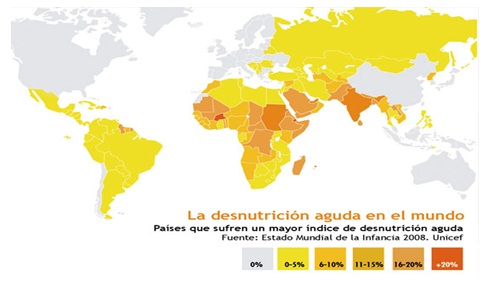 La desnutrición aguda en el mundo
Países que sufren un mayor índice de desnutrición aguda
Fuente: Estado Mundial de la Infancia 2008. Unicef
0% 0-5% 6-10% 11-15% 16-20% +20%